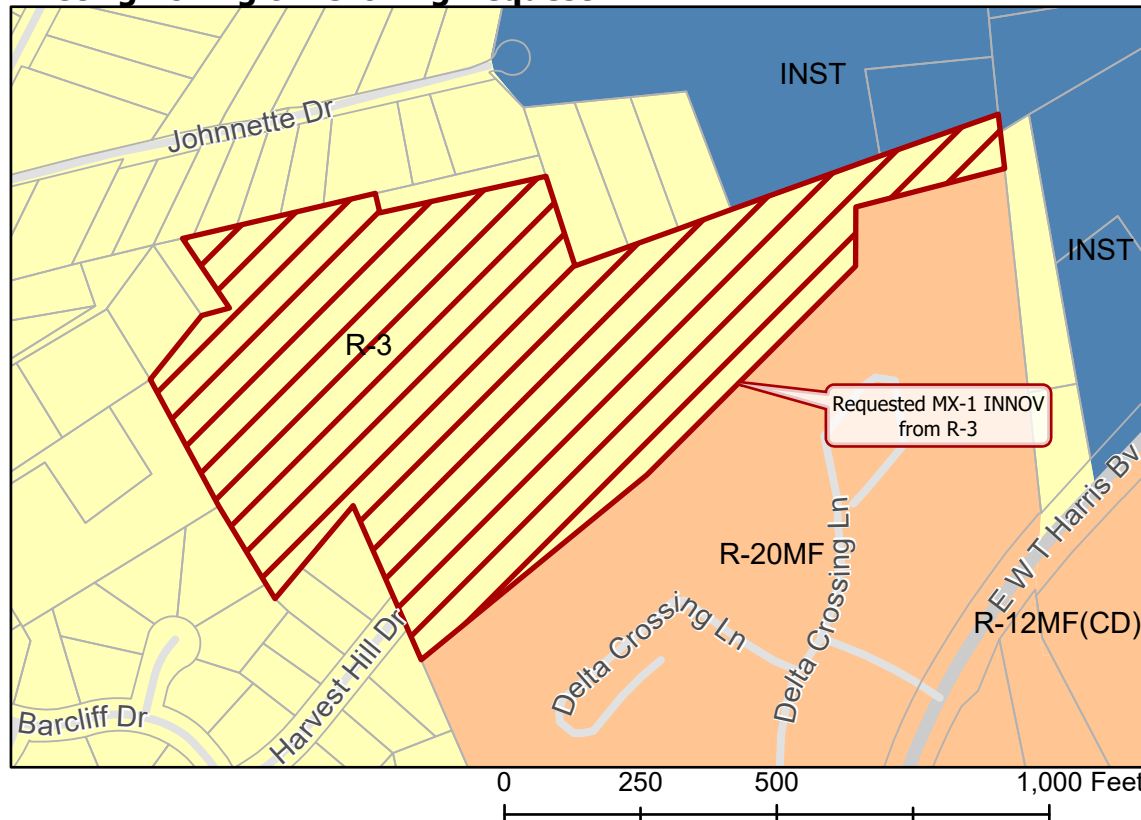 INST
Johnnette Dr
INST
R-3
Requested MX-1 INNOV
from R-3
R-20MF
Delta Crossing Ln
E W T Harris Bv
R-12MF(CD)
Delta Crossing Ln
Harvest Hill Dr
Barcliff Dr
0 250 500 1,000 Feet